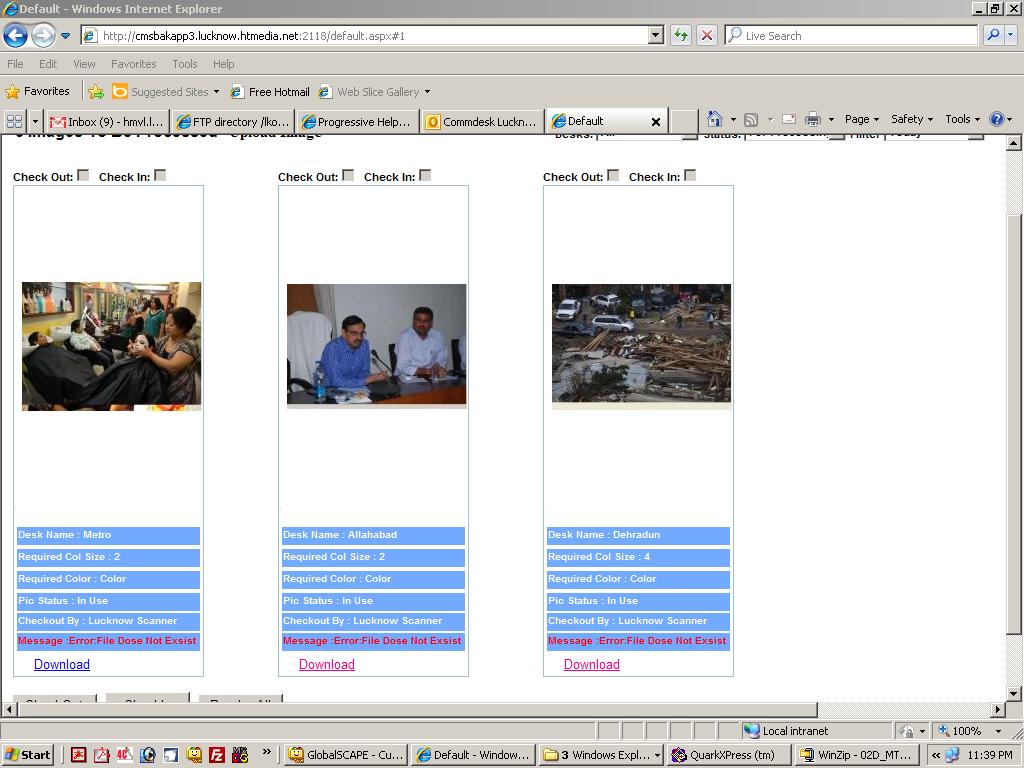 Default - Windows Internet Explorer
http://cmsbakapp3.lucknow.htmedia.net:2118/default.aspx#1
Live Search
File Edit View Favorites Tools Help
Favorites Suggested Sites Free Hotmail Web Slice Gallery
Inbox (9) - hmvl.l... FTP directory /lko... Progressive Help... Commdesk Luckn... Default Page Safety Tools
Images To Be Processed Upload Image Desks: All Status: Filter Today
Check Out: Check In: Check Out: Check In: Check Out: Check In:
Desk Name : Metro Desk Name : Allahabad Desk Name : Dehradun
Required Col Size : 2 Required Col Size : 2 Required Col Size : 4
Required Color : Color Required Color : Color Required Color : Color
Pic Status : In Use Pic Status : In Use Pic Status : In Use
Checkout By : Lucknow Scanner Checkout By : Lucknow Scanner Checkout By : Lucknow Scanner
Message :Error:File Dose Not Exsist Message :Error:File Dose Not Exsist Message :Error:File Dose Not Exsist
Download Download Download
Local intranet 100%
Start GlobalSCAPE - Cu... Default - Window... 3 Windows Expl... QuarkXPress (tm) WinZip - 02D_MT... 11:39 PM